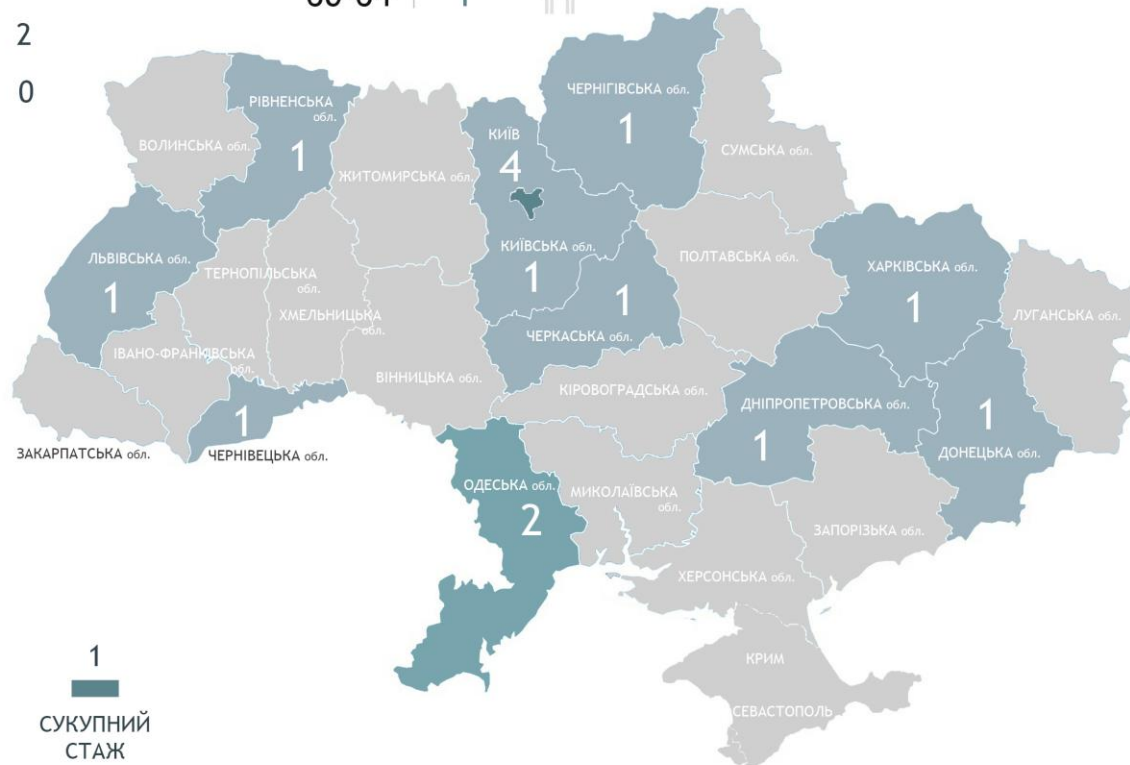 2
0
РІВНЕНСЬКА
обл.
1
ВОЛИНСЬКА обл.
ЖИТОМИРСЬКА обл.
КИЇВ
4
ЧЕРНІГІВСЬКА обл.
1
СУМСЬКА обл.
ЛЬВІВСЬКА обл.
1
ТЕРНОПІЛЬСЬКА
обл.
ХМЕЛЬНИЦЬКА
обл.
КИЇВСЬКА обл.
1
1
ЧЕРКАСЬКА обл.
ПОЛТАВСЬКА обл.
ХАРКІВСЬКА обл.
1
ЛУГАНСЬКА обл.
ІВАНО-ФРАНКІВСЬКА
обл.
ВІННИЦЬКА обл.
КІРОВОГРАДСЬКА обл.
ДНІПРОПЕТРОВСЬКА обл.
1
1
ДОНЕЦЬКА обл.
ЗАКАРПАТСЬКА обл.
1
ЧЕРНІВЕЦЬКА обл.
ОДЕСЬКА обл.
2
МИКОЛАЇВСЬКА
обл.
ЗАПОРІЗЬКА обл.
ХЕРСОНСЬКА обл.
КРИМ
СЕВАСТОПОЛЬ
1
СУКУПНИЙ
СТАЖ